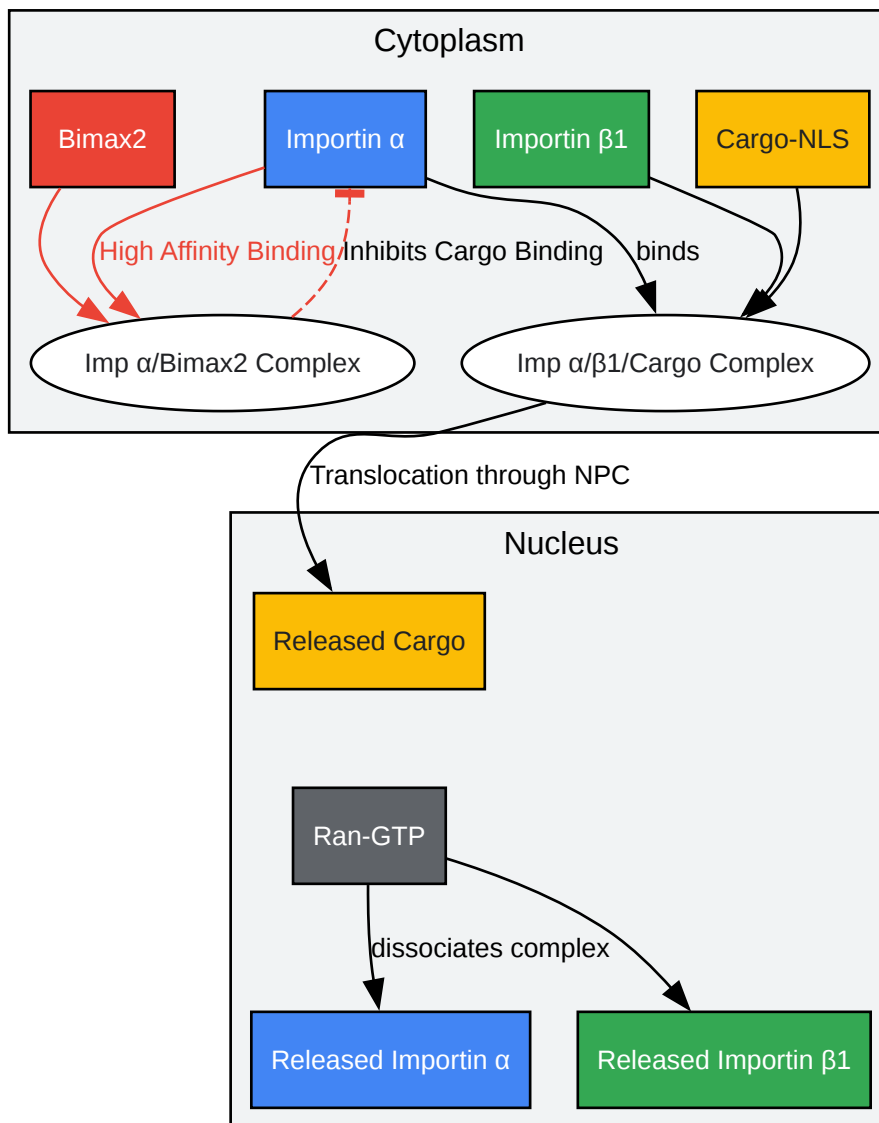 Cytoplasm
Bimax2
Importin α
Importin β1
Cargo-NLS
High Affinity Binding
Inhibits Cargo Binding
binds
Imp α/Bimax2 Complex
Imp α/β1/Cargo Complex
Translocation through NPC
Nucleus
Released Cargo
Ran-GTP
dissociates complex
Released Importin α
Released Importin β1